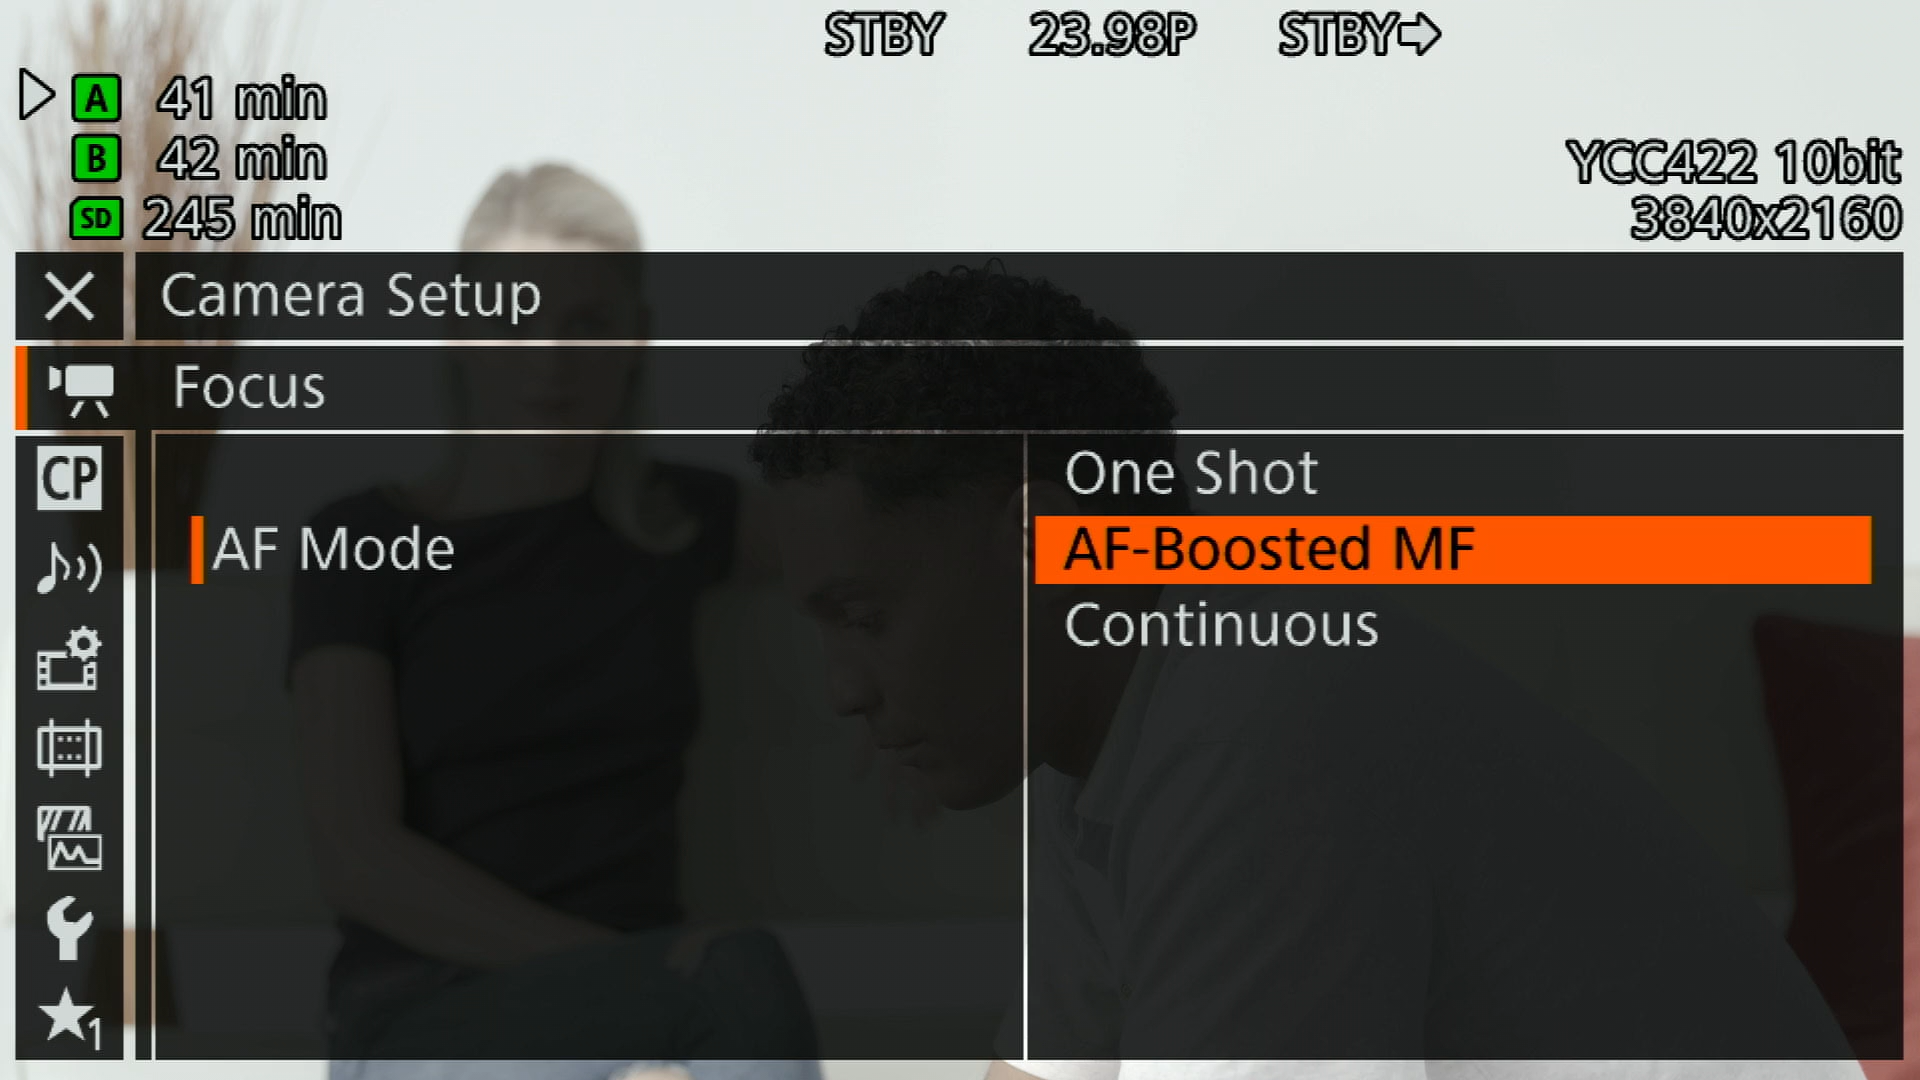 STBY 23.98P STBY
A 41 min
B 42 min
SD 245 min
YCC422 10bit
3840x2160
Camera Setup
Focus
CP
AF Mode
One Shot
AF-Boosted MF
Continuous
1